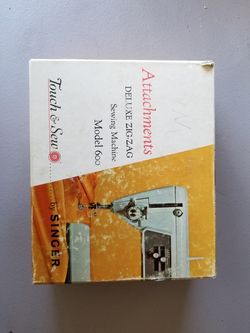 Attachments
DELUXE ZIG-ZAG
Sewing Machine
Model 600
Touch & Sew
by SINGER